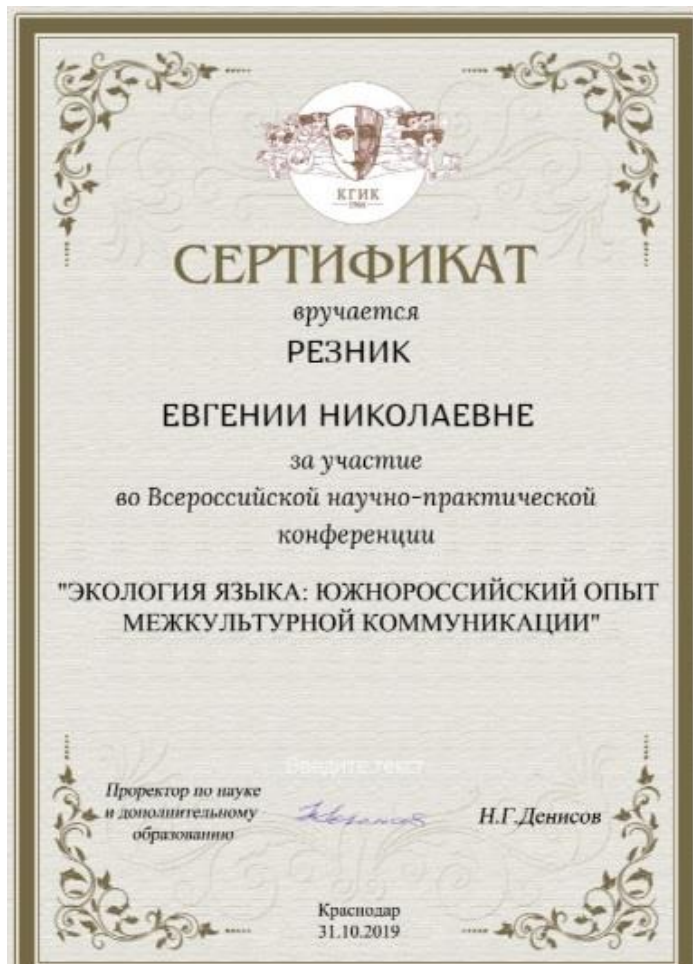 КГИК
1966
СЕРТИФИКАТ
вручается
РЕЗНИК
ЕВГЕНИИ НИКОЛАЕВНЕ
за участие
во Всероссийской научно-практической
конференции
"ЭКОЛОГИЯ ЯЗЫКА: ЮЖНОРОССИЙСКИЙ ОПЫТ
МЕЖКУЛЬТУРНОЙ КОММУНИКАЦИИ"
Введите текст
Проректор по науке
и дополнительному
образованию
Н.Г.Денисов
Краснодар
31.10.2019